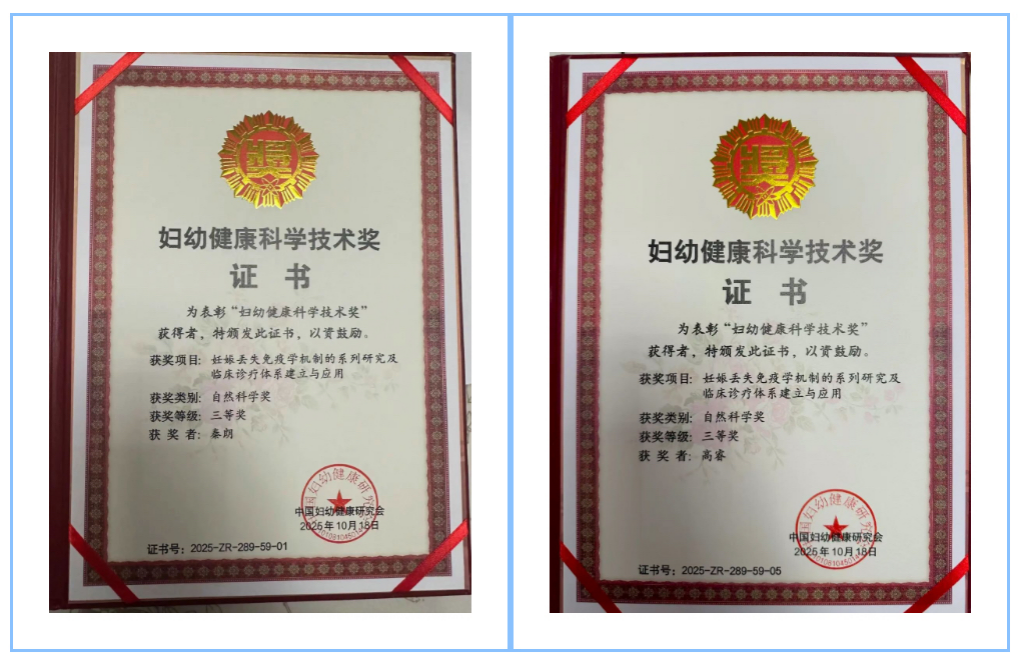 奖
妇幼健康科学技术奖
证 书
为表彰“妇幼健康科学技术奖”
获得者，特颁发此证书，以资鼓励。
获奖项目: 妊娠丢失免疫学机制的系列研究及
临床诊疗体系建立与应用
获奖类别: 自然科学奖
获奖等级: 三等奖
获 奖 者: 秦朗
中国妇幼健康研究会
2025年10月18日
证书号: 2025-ZR-289-59-01
奖
妇幼健康科学技术奖
证 书
为表彰“妇幼健康科学技术奖”
获得者，特颁发此证书，以资鼓励。
获奖项目: 妊娠丢失免疫学机制的系列研究及
临床诊疗体系建立与应用
获奖类别: 自然科学奖
获奖等级: 三等奖
获 奖 者: 高睿
中国妇幼健康研究会
2025年10月18日
证书号: 2025-ZR-289-59-05